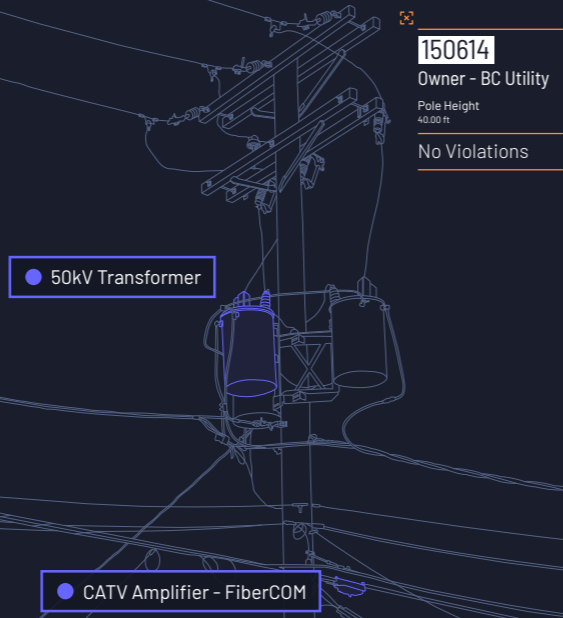 150614
Owner - BC Utility
Pole Height
40.00 ft
No Violations
50kV Transformer
CATV Amplifier - FiberCOM